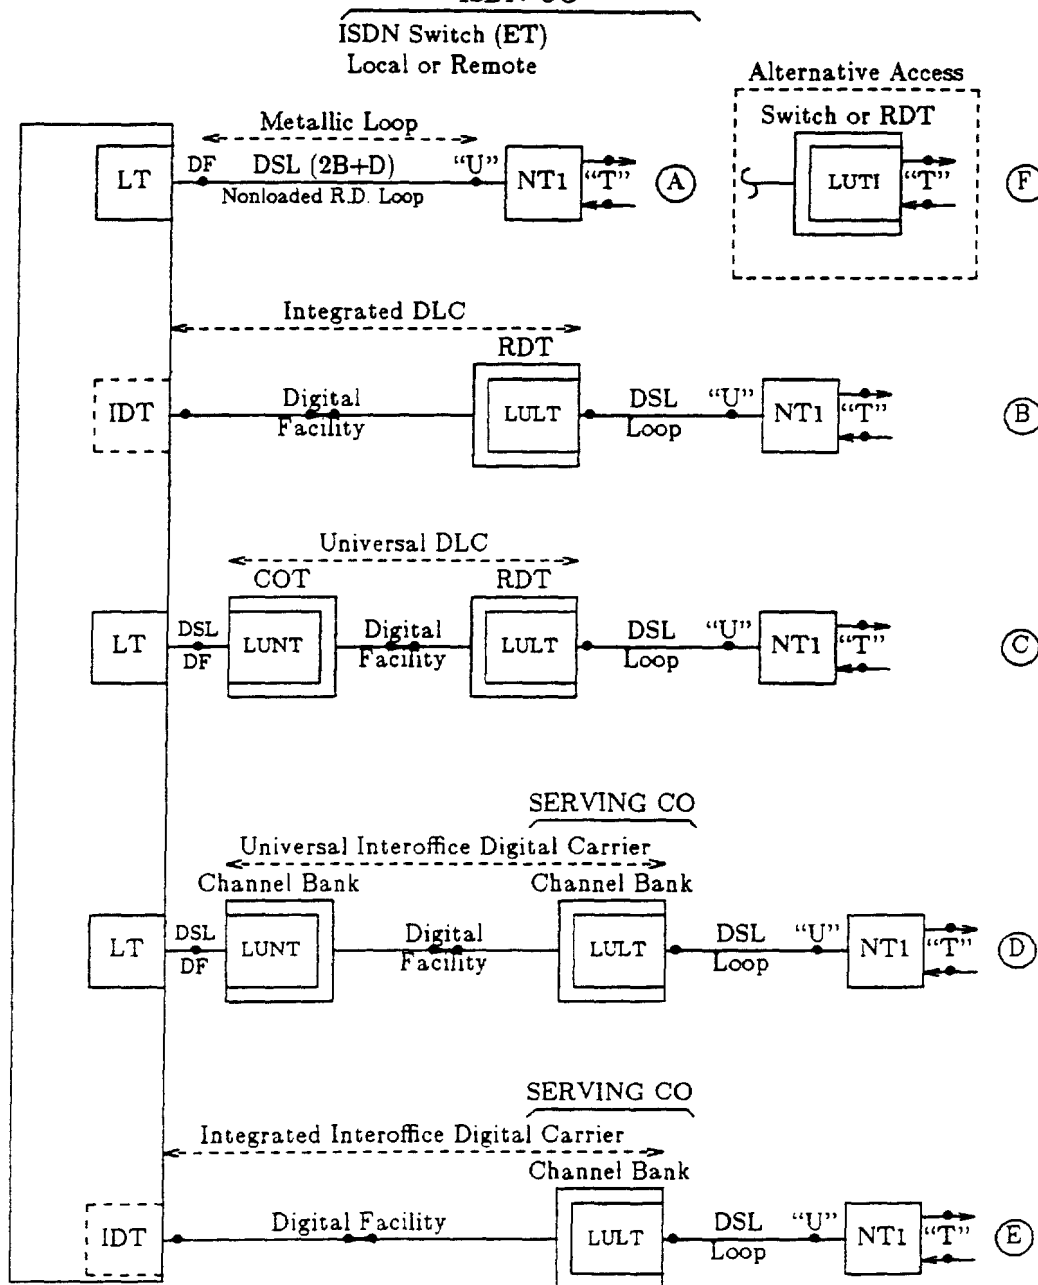 ISDN CO
ISDN Switch (ET)
Local or Remote
Alternative Access
Switch or RDT
LUTI
"T"
F
Metallic Loop
LT
DF
DSL (2B+D)
"U"
Nonloaded R.D. Loop
NT1
"T"
A
Integrated DLC
RDT
IDT
Digital
Facility
LULT
DSL
Loop
"U"
NT1
"T"
B
Universal DLC
COT
RDT
LT
DSL
DF
LUNT
Digital
Facility
LULT
DSL
Loop
"U"
NT1
"T"
C
SERVING CO
Universal Interoffice Digital Carrier
Channel Bank
Channel Bank
LT
DSL
DF
LUNT
Digital
Facility
LULT
DSL
Loop
"U"
NT1
"T"
D
SERVING CO
Integrated Interoffice Digital Carrier
Channel Bank
IDT
Digital Facility
LULT
DSL
Loop
"U"
NT1
"T"
E